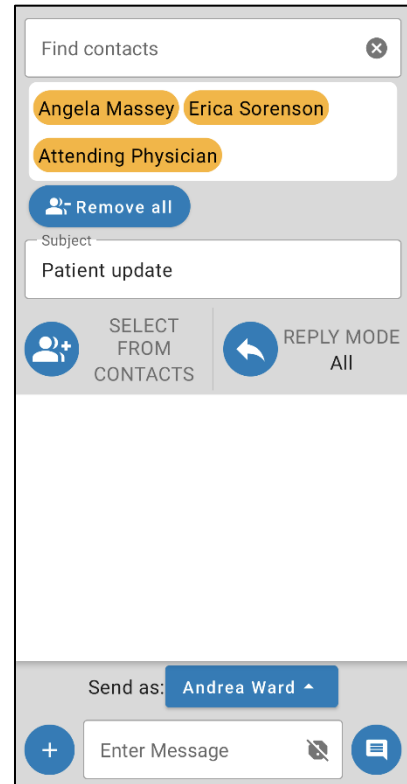 Find contacts
Angela Massey Erica Sorenson
Attending Physician
Remove all
Subject
Patient update
SELECT
FROM
CONTACTS
REPLY MODE
All
Send as: Andrea Ward
Enter Message